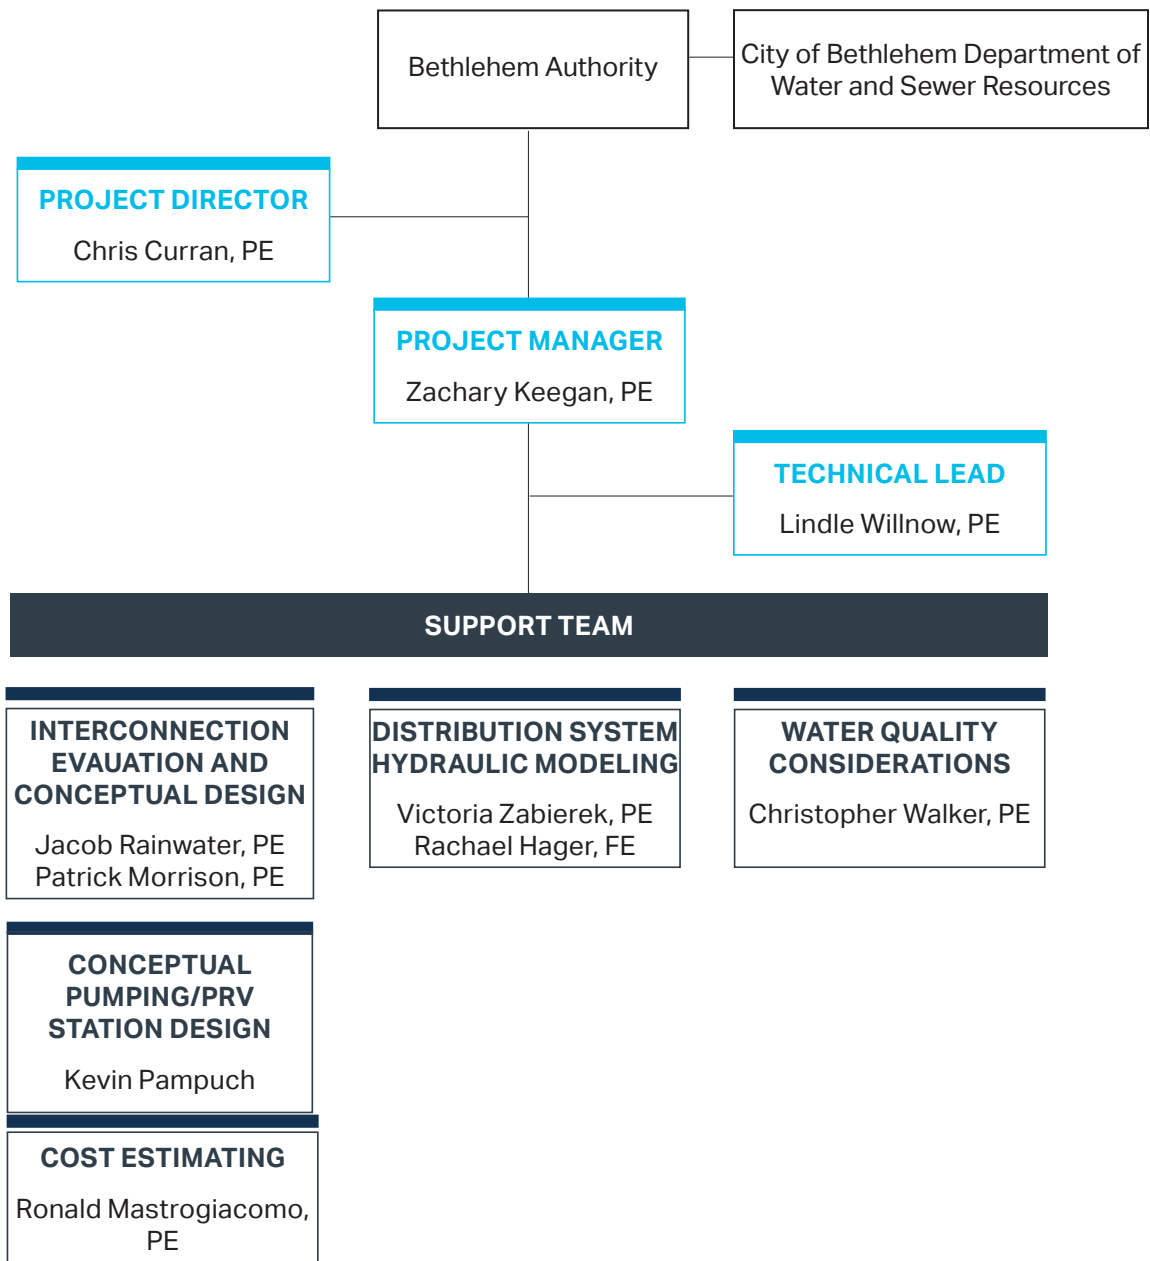 Bethlehem Authority
City of Bethlehem Department of
Water and Sewer Resources
PROJECT DIRECTOR
Chris Curran, PE
PROJECT MANAGER
Zachary Keegan, PE
TECHNICAL LEAD
Lindle Willnow, PE
SUPPORT TEAM
INTERCONNECTION
EVAUATION AND
CONCEPTUAL DESIGN
Jacob Rainwater, PE
Patrick Morrison, PE
DISTRIBUTION SYSTEM
HYDRAULIC MODELING
Victoria Zabierek, PE
Rachael Hager, FE
WATER QUALITY
CONSIDERATIONS
Christopher Walker, PE
CONCEPTUAL
PUMPING/PRV
STATION DESIGN
Kevin Pampuch
COST ESTIMATING
Ronald Mastrogiacomo,
PE